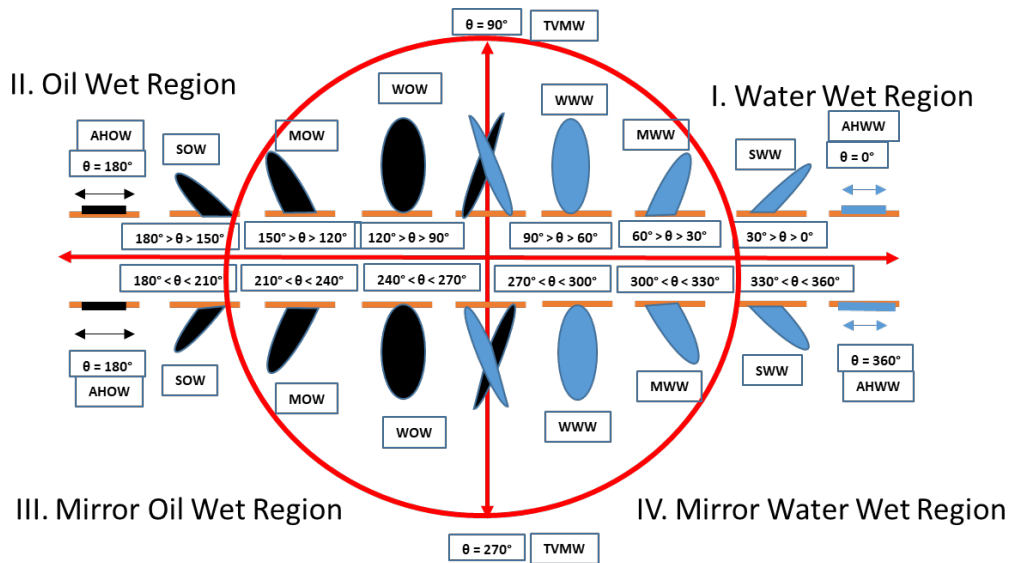 θ = 90° TVMW
II. Oil Wet Region
I. Water Wet Region
WOW
WWW
AHOW
θ = 180°
SOW
MOW
MWW
SWW
AHWW
θ = 0°
180° > θ > 150°
150° > θ > 120°
120° > θ > 90°
90° > θ > 60°
60° > θ > 30°
30° > θ > 0°
180° < θ < 210°
210° < θ < 240°
240° < θ < 270°
270° < θ < 300°
300° < θ < 330°
330° < θ < 360°
θ = 180°
AHOW
SOW
MOW
WOW
WWW
MWW
SWW
θ = 360°
AHWW
III. Mirror Oil Wet Region
IV. Mirror Water Wet Region
θ = 270° TVMW